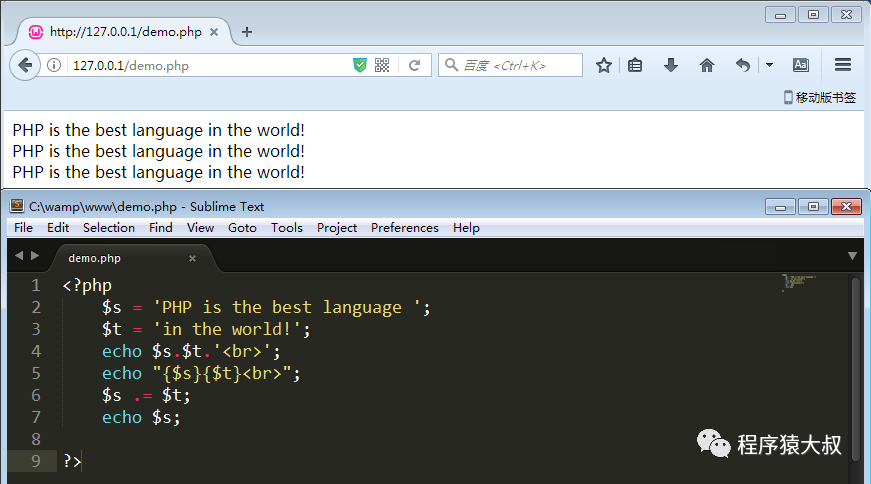 http://127.0.0.1/demo.php
127.0.0.1/demo.php
百度 <Ctrl+K>
Aa
移动版书签
PHP is the best language in the world!
PHP is the best language in the world!
PHP is the best language in the world!
C:\wamp\www\demo.php - Sublime Text
File Edit Selection Find View Goto Tools Project Preferences Help
demo.php
1 <?php
2 $s = 'PHP is the best language ';
3 $t = 'in the world!';
4 echo $s.$t.'<br>';
5 echo "{$s}{$t}<br>";
6 $s .= $t;
7 echo $s;
8
9 ?>
程序猿大叔